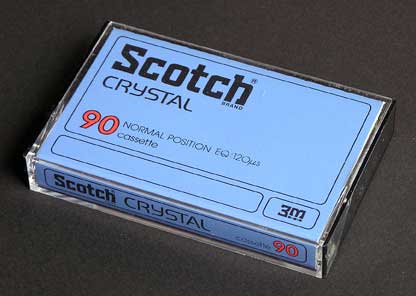 Scotch®
BRAND
CRYSTAL
90 NORMAL POSITION EQ:120µs
cassette
3M
Scotch CRYSTAL
cassette 90